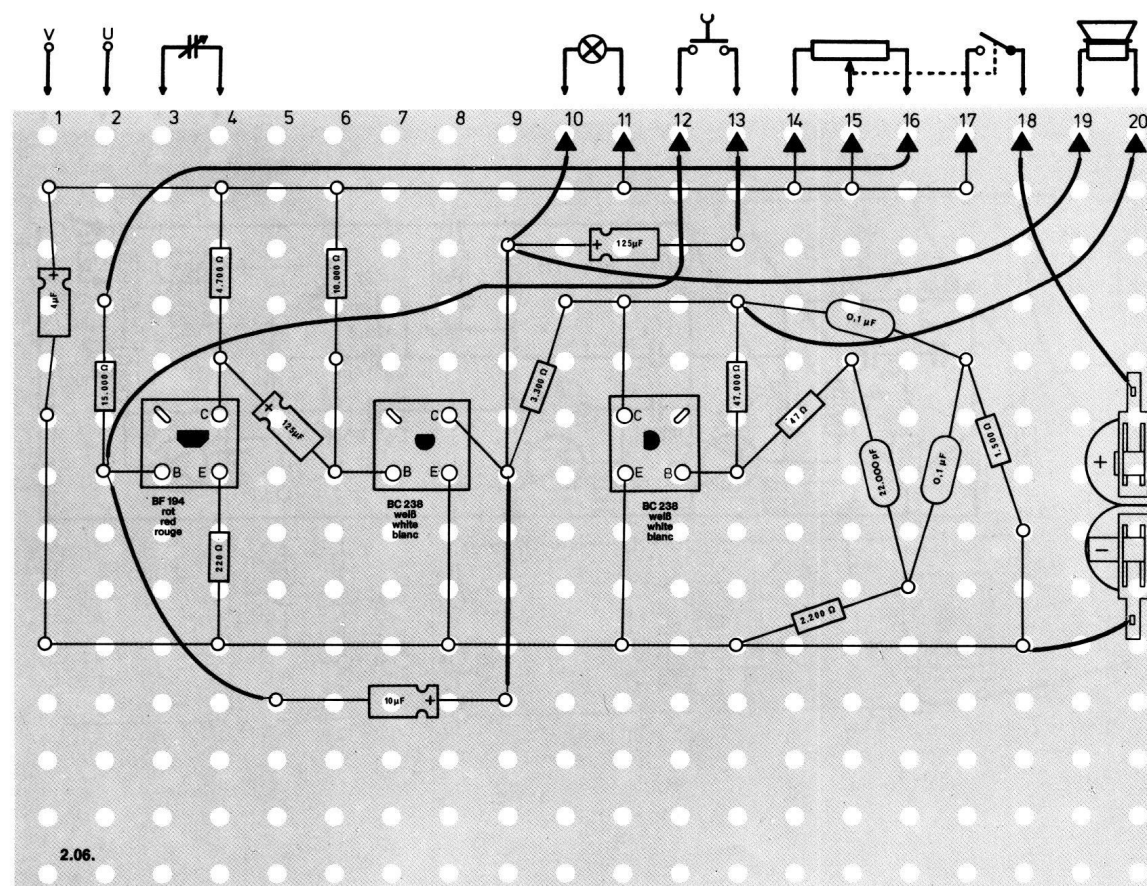 V U
1 2 3 4 5 6 7 8 9 10 11 12 13 14 15 16 17 18 19 20
+ 125µF
4.700 Ω
10.000 Ω
+ 4µF
0,1 µF
15.000 Ω
3.300 Ω
47.000 Ω
+ 125µF
47 Ω
C
C
C
22.000 pF
0,1 µF
1.500 Ω
+
B E
B E
E B
BF 194
rot
red
rouge
BC 238
weiß
white
blanc
BC 238
weiß
white
blanc
220 Ω
−
2.200 Ω
10µF +
2.06.